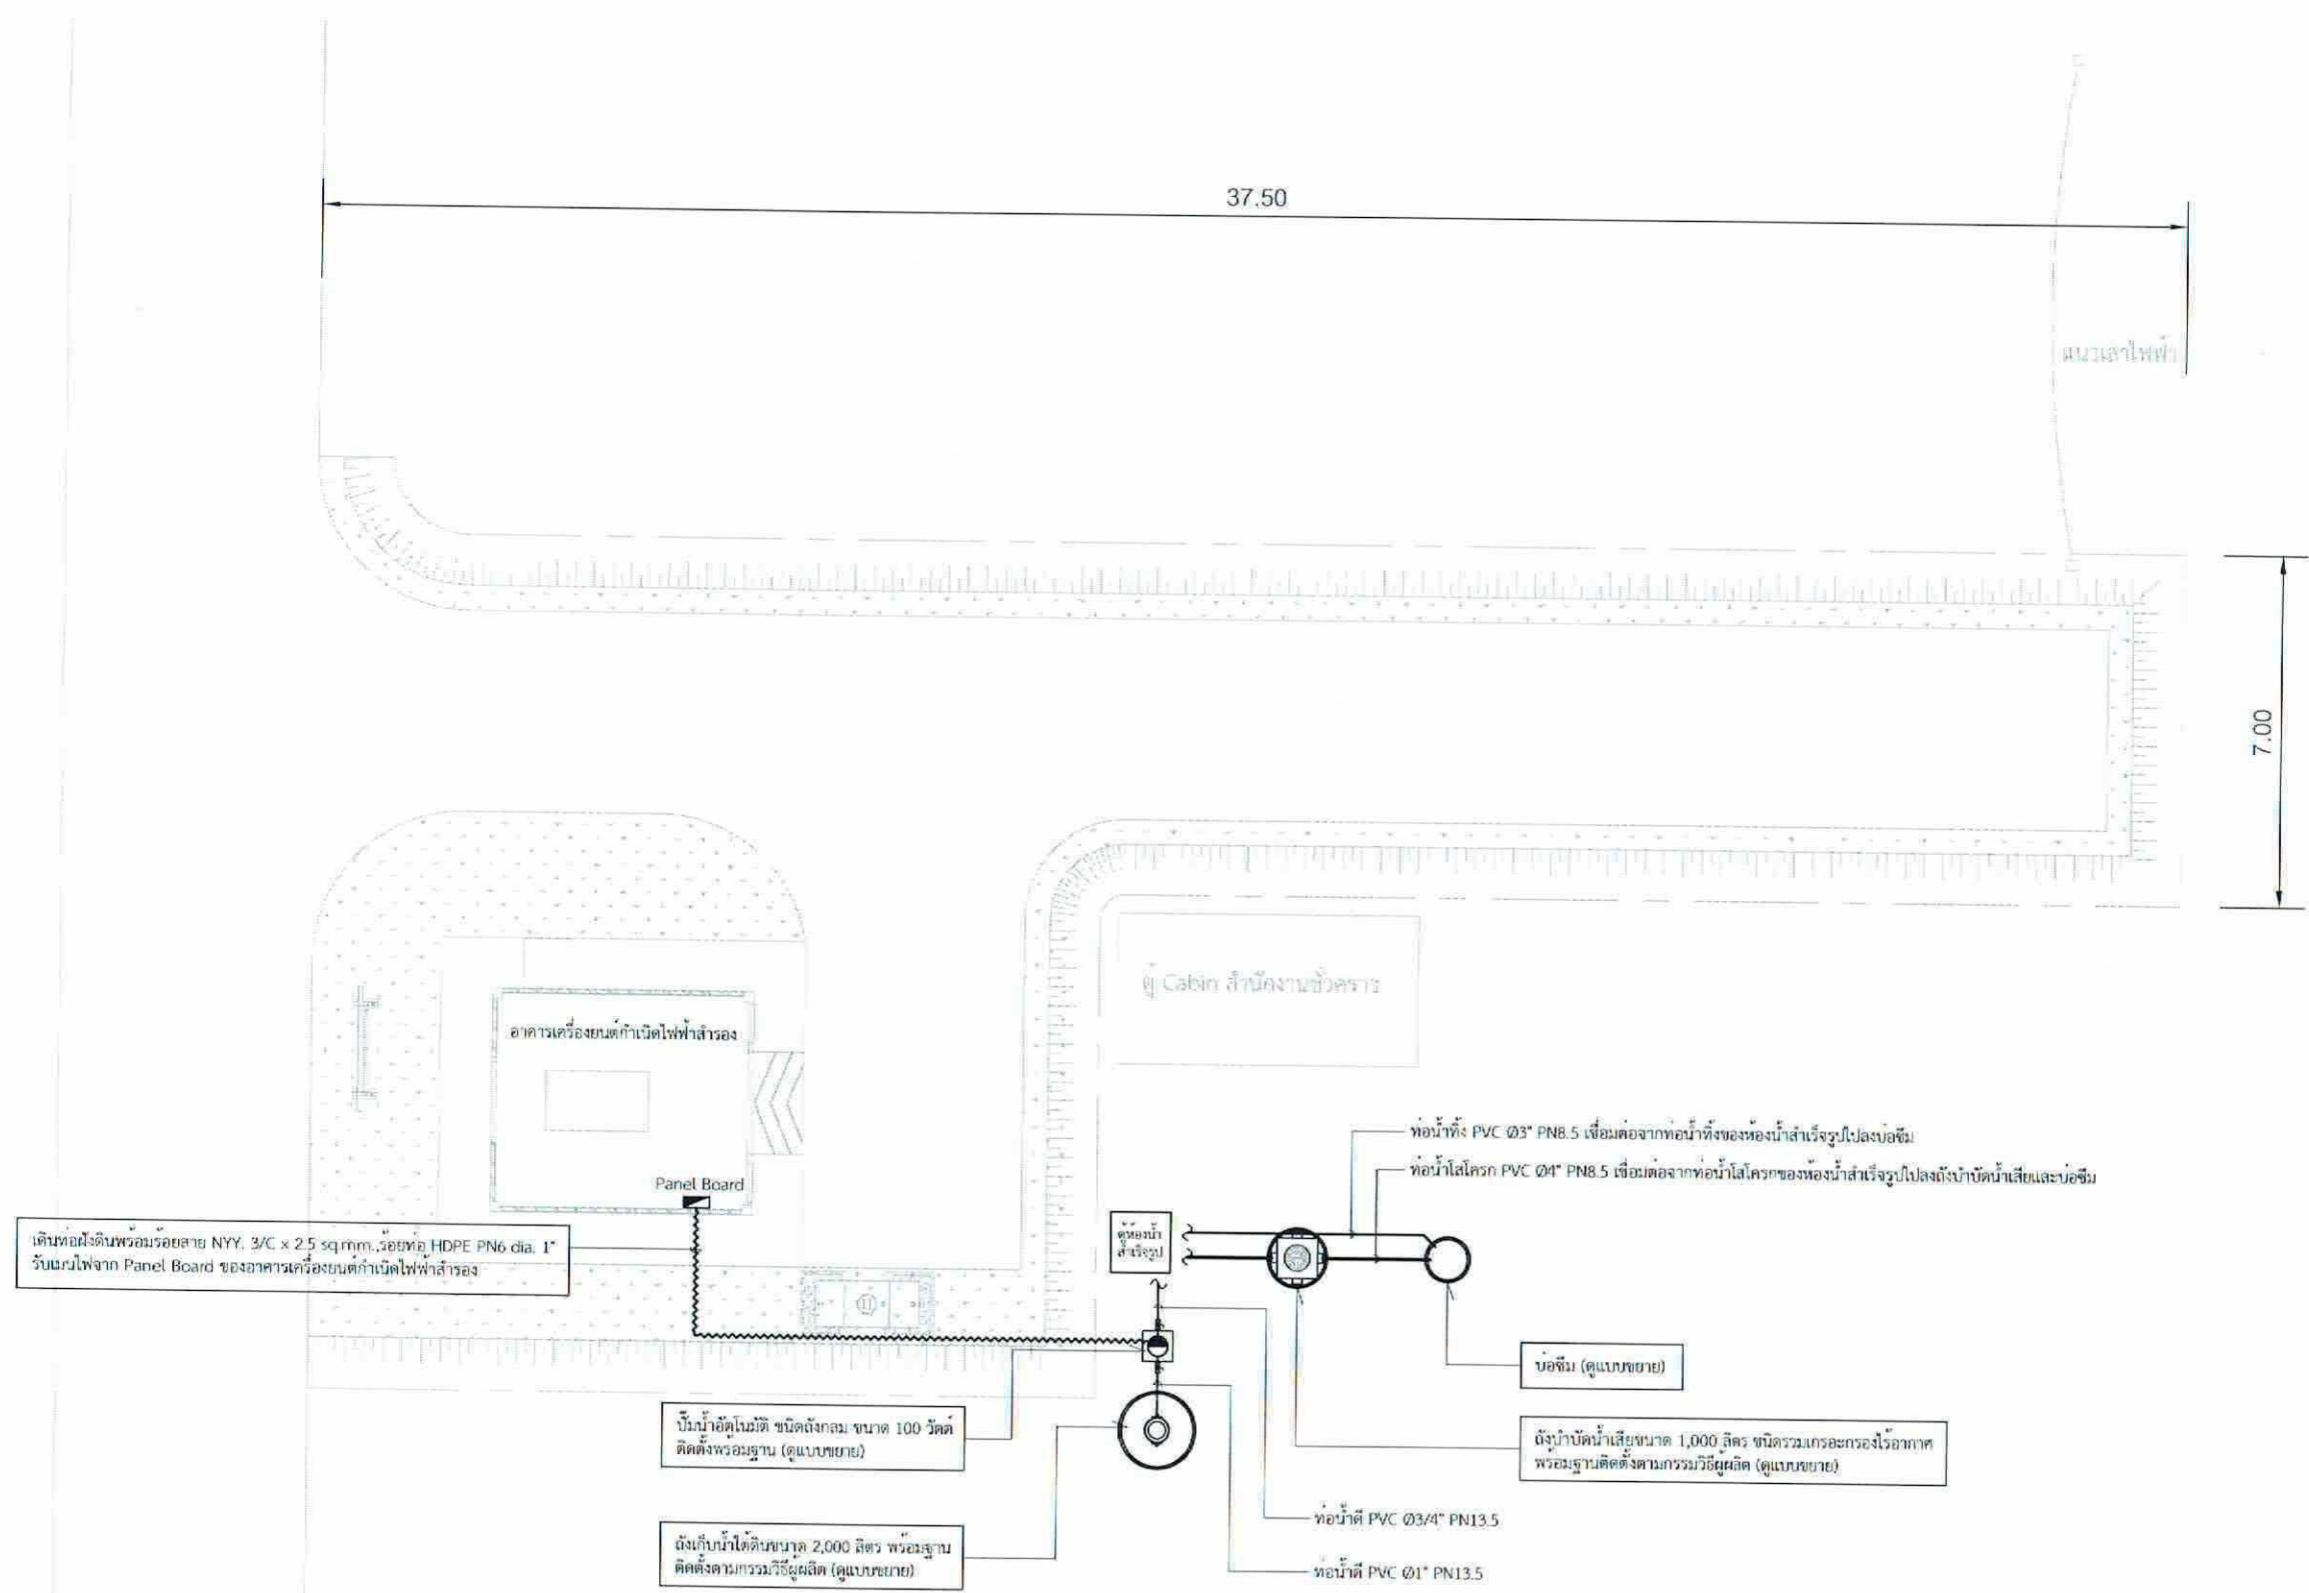 37.50
แนวเสาไฟฟ้า
7.00
ตู้ Cabin สำนักงานชั่วคราว
อาคารเครื่องยนต์กำเนิดไฟฟ้าสำรอง
Panel Board
ท่อน้ำทิ้ง PVC Ø3" PN8.5 เชื่อมต่อจากท่อน้ำทิ้งของห้องน้ำสำเร็จรูปไปลงบ่อซึม
ท่อน้ำโสโครก PVC Ø4" PN8.5 เชื่อมต่อจากท่อน้ำโสโครกของห้องน้ำสำเร็จรูปไปลงถังบำบัดน้ำเสียและบ่อซึม
เดินท่อฝังดินพร้อมร้อยสาย NYY. 3/C x 2.5 sq.mm.,ร้อยท่อ HDPE PN6 dia. 1"
รับเมนไฟจาก Panel Board ของอาคารเครื่องยนต์กำเนิดไฟฟ้าสำรอง
ตู้ห้องน้ำ
สำเร็จรูป
บ่อซึม (ดูแบบขยาย)
ปั๊มน้ำอัตโนมัติ ชนิดถังกลม ขนาด 100 วัตต์
ติดตั้งพร้อมฐาน (ดูแบบขยาย)
ถังบำบัดน้ำเสียขนาด 1,000 ลิตร ชนิดรวมเกรอะกรองไร้อากาศ
พร้อมฐานติดตั้งตามกรรมวิธีผู้ผลิต (ดูแบบขยาย)
ท่อน้ำดี PVC Ø3/4" PN13.5
ถังเก็บน้ำใต้ดินขนาด 2,000 ลิตร พร้อมฐาน
ติดตั้งตามกรรมวิธีผู้ผลิต (ดูแบบขยาย)
ท่อน้ำดี PVC Ø1" PN13.5